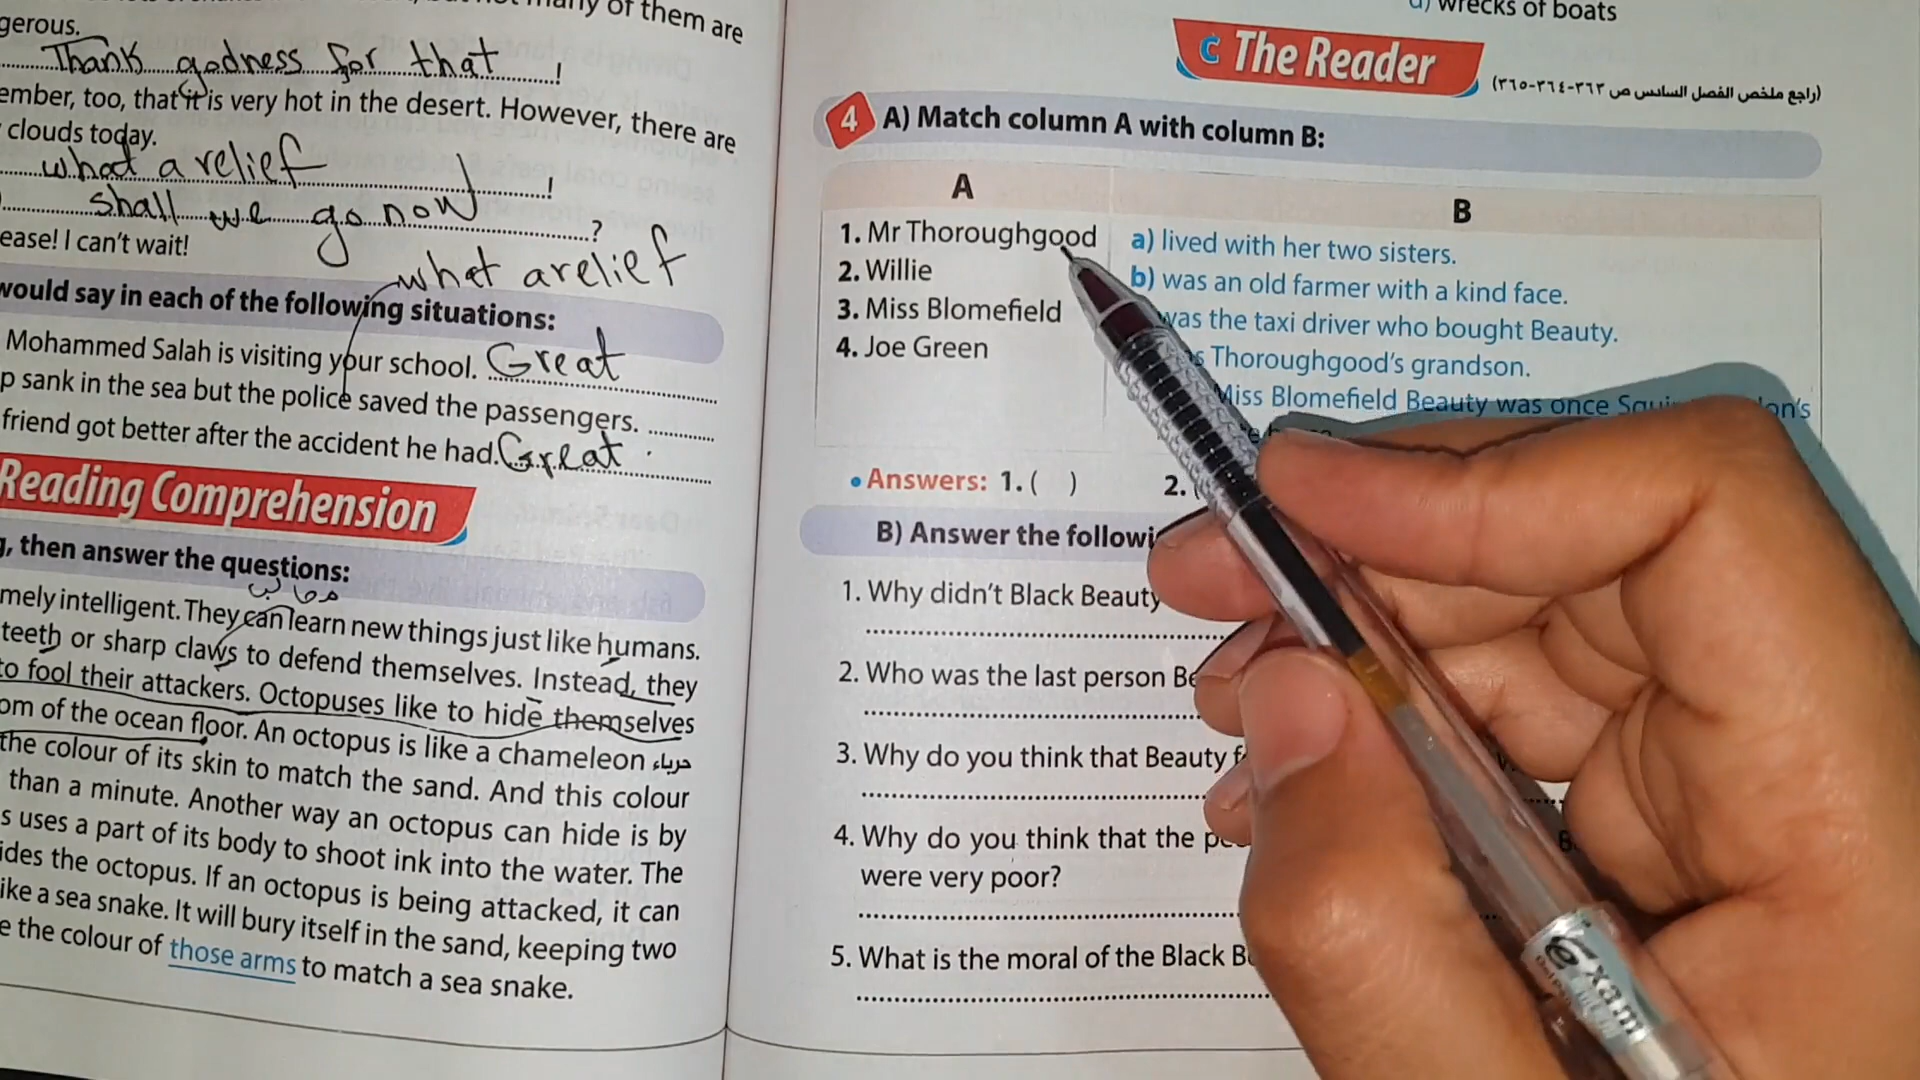 many of them are
gerous.
Thank godness for that !
ember, too, that it is very hot in the desert. However, there are
clouds today.
what a relief !
shall we go now ?
ease! I can't wait!
what arelief
would say in each of the following situations:
Mohammed Salah is visiting your school. Great
p sank in the sea but the police saved the passengers.
friend got better after the accident he had. Great
Reading Comprehension
, then answer the questions:
mely intelligent. They can learn new things just like humans.
teeth or sharp claws to defend themselves. Instead, they
to fool their attackers. Octopuses like to hide themselves
om of the ocean floor. An octopus is like a chameleon حرباء
the colour of its skin to match the sand. And this colour
than a minute. Another way an octopus can hide is by
s uses a part of its body to shoot ink into the water. The
ides the octopus. If an octopus is being attacked, it can
ike a sea snake. It will bury itself in the sand, keeping two
e the colour of those arms to match a sea snake.
d) wrecks of boats
C The Reader
(راجع ملخص الفصل السادس ص ٣٦٣-٣٦٤-٣٦٥)
4 A) Match column A with column B:
A
B
1. Mr Thoroughgood
2. Willie
3. Miss Blomefield
4. Joe Green
a) lived with her two sisters.
b) was an old farmer with a kind face.
was the taxi driver who bought Beauty.
s Thoroughgood's grandson.
Miss Blomefield Beauty was once
• Answers: 1. ( ) 2. (
B) Answer the followi
1. Why didn't Black Beauty
2. Who was the last person Be
3. Why do you think that Beauty f
4. Why do you think that the pe
were very poor?
5. What is the moral of the Black B
exam